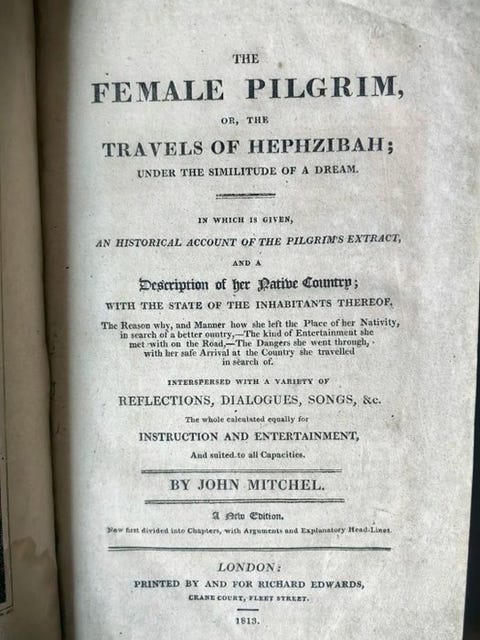 THE
FEMALE PILGRIM,
OR, THE
TRAVELS OF HEPHZIBAH;
UNDER THE SIMILITUDE OF A DREAM.
IN WHICH IS GIVEN,
AN HISTORICAL ACCOUNT OF THE PILGRIM'S EXTRACT,
AND A
Description of her Native Country;
WITH THE STATE OF THE INHABITANTS THEREOF,
The Reason why, and Manner how she left the Place of her Nativity,
in search of a better ountry,—The kind of Entertainment she
met with on the Road,—The Dangers she went through,
with her safe Arrival at the Country she travelled
in search of.
INTERSPERSED WITH A VARIETY OF
REFLECTIONS, DIALOGUES, SONGS, &c.
The whole calculated equally for
INSTRUCTION AND ENTERTAINMENT,
And suited to all Capacities.
BY JOHN MITCHEL.
A New Edition.
Now first divided into Chapters, with Arguments and Explanatory Head-Lines.
LONDON:
PRINTED BY AND FOR RICHARD EDWARDS,
CRANE COURT, FLEET STREET.
1813.